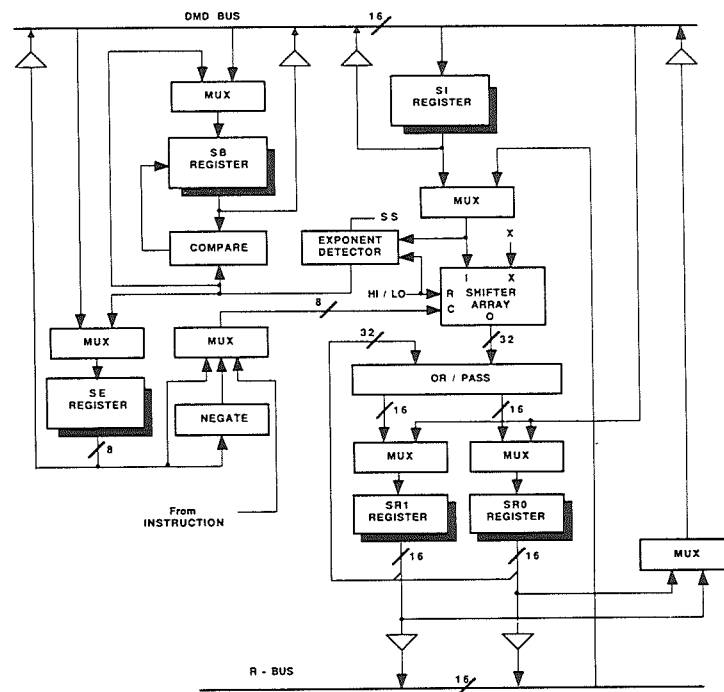 DMD BUS
16
MUX
SI
REGISTER
SB
REGISTER
MUX
SS
COMPARE
EXPONENT
DETECTOR
X
I X
HI / LO
R SHIFTER
ARRAY
C O
8
32
32
MUX
MUX
OR / PASS
SE
REGISTER
NEGATE
16
16
8
MUX
MUX
From
INSTRUCTION
SR1
REGISTER
SR0
REGISTER
16
16
MUX
R - BUS
16